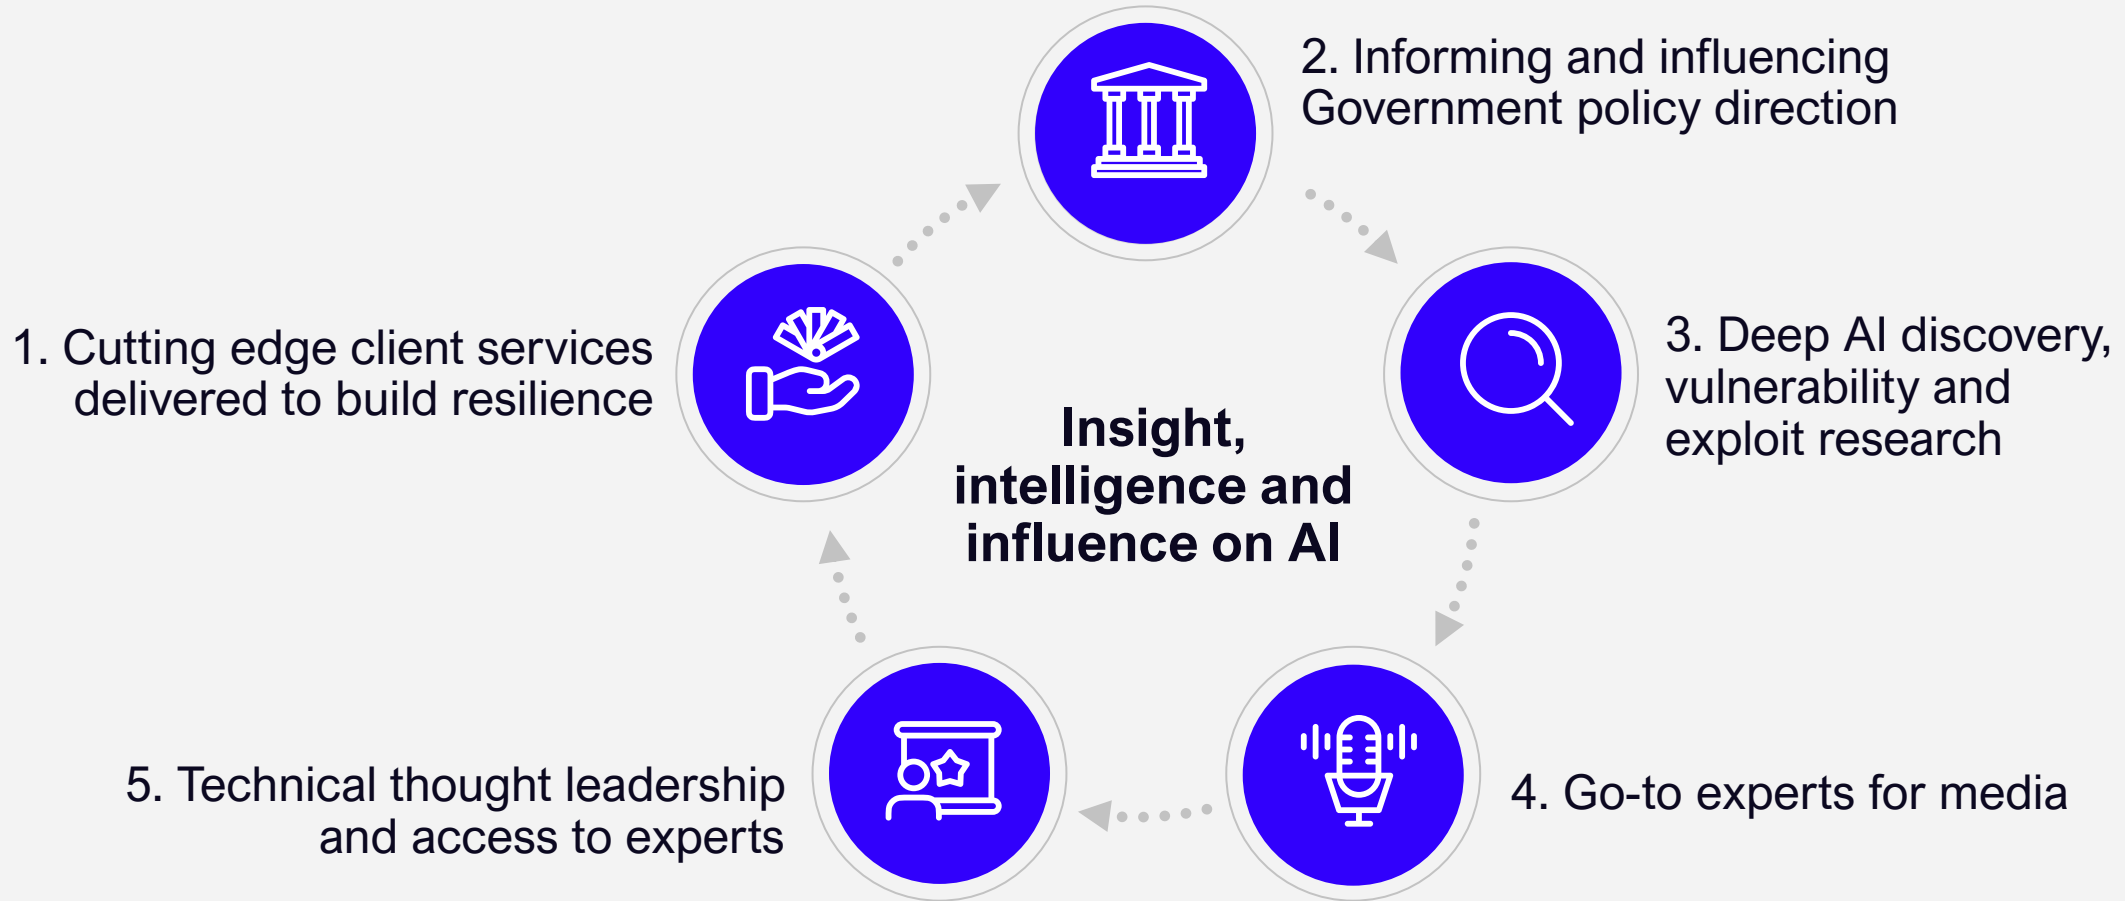 1. Cutting edge client services
delivered to build resilience
2. Informing and influencing
Government policy direction
3. Deep AI discovery,
vulnerability and
exploit research
Insight,
intelligence and
influence on AI
4. Go-to experts for media
5. Technical thought leadership
and access to experts